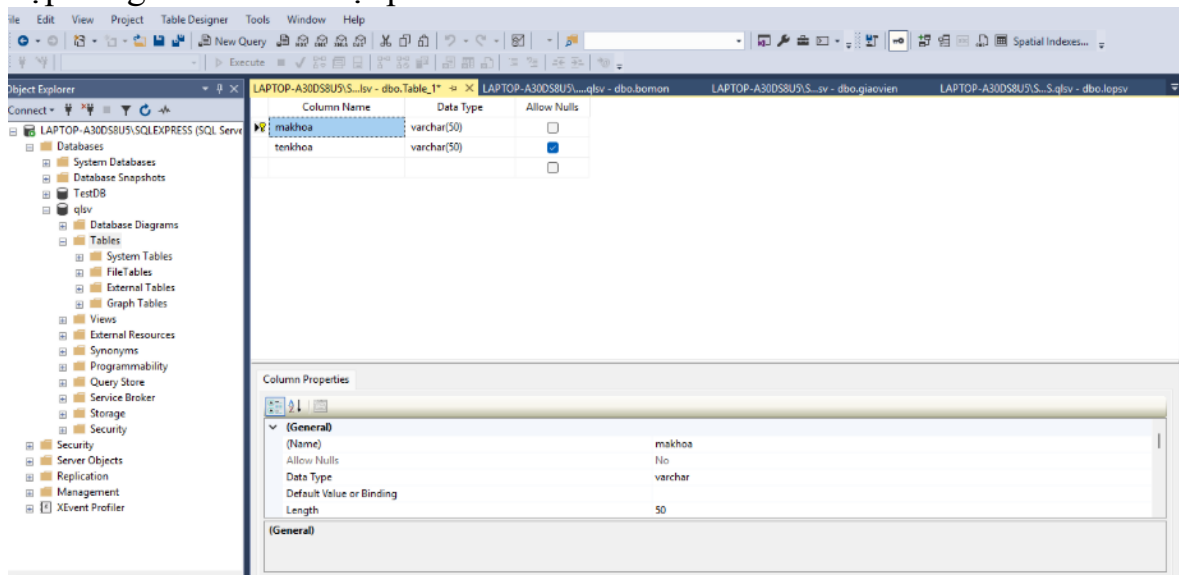 File Edit View Project Table Designer Tools Window Help
New Query
Spatial Indexes...
Execute
Object Explorer
LAPTOP-A30DS8U5\S...lsv - dbo.Table_1*
LAPTOP-A30DS8U5\....qlsv - dbo.bomon
LAPTOP-A30DS8U5\S...sv - dbo.giaovien
LAPTOP-A30DS8U5\S...S.qlsv - dbo.lopsv
Connect
Column Name Data Type Allow Nulls
makhoa varchar(50)
tenkhoa varchar(50)
LAPTOP-A30DS8U5\SQLEXPRESS (SQL Serve
Databases
System Databases
Database Snapshots
TestDB
qlsv
Database Diagrams
Tables
System Tables
FileTables
External Tables
Graph Tables
Views
External Resources
Synonyms
Programmability
Query Store
Service Broker
Storage
Security
Security
Server Objects
Replication
Management
XEvent Profiler
Column Properties
(General)
(Name) makhoa
Allow Nulls No
Data Type varchar
Default Value or Binding
Length 50
(General)